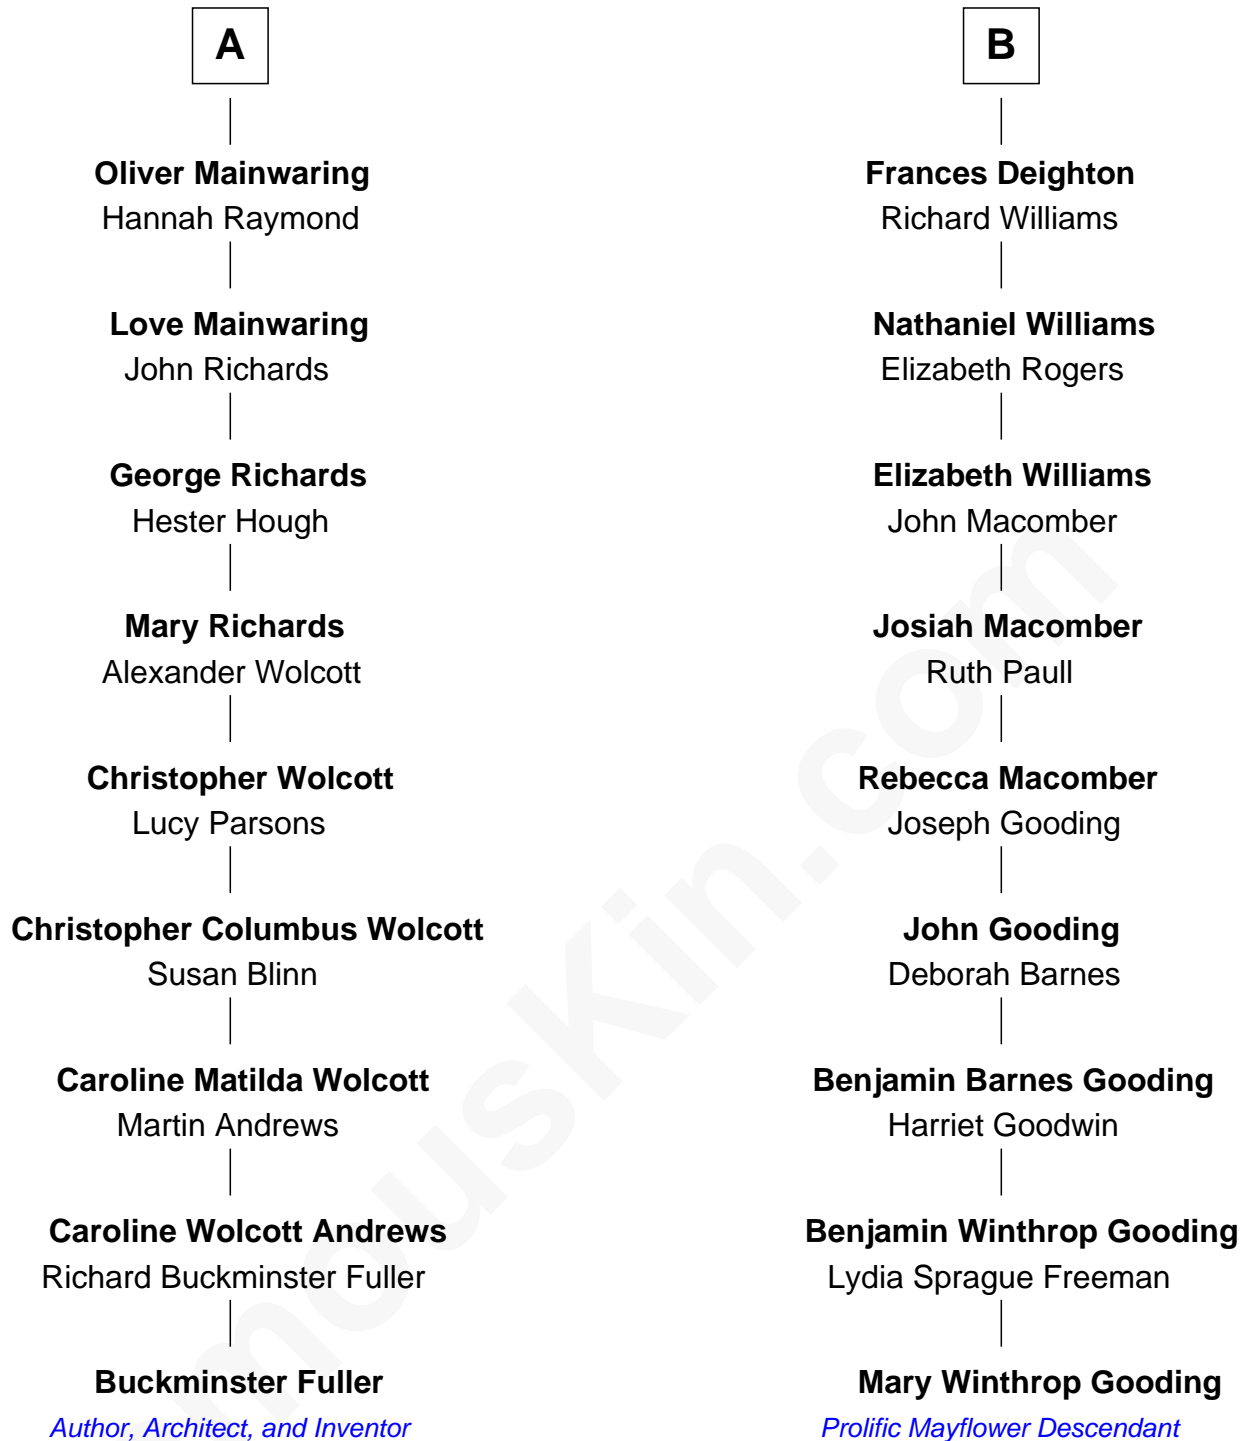 A
Oliver Mainwaring
Hannah Raymond
Love Mainwaring
John Richards
George Richards
Hester Hough
Mary Richards
Alexander Wolcott
Christopher Wolcott
Lucy Parsons
Christopher Columbus Wolcott
Susan Blinn
Caroline Matilda Wolcott
Martin Andrews
Caroline Wolcott Andrews
Richard Buckminster Fuller
Buckminster Fuller
Author, Architect, and Inventor
B
Frances Deighton
Richard Williams
Nathaniel Williams
Elizabeth Rogers
Elizabeth Williams
John Macomber
Josiah Macomber
Ruth Paull
Rebecca Macomber
Joseph Gooding
John Gooding
Deborah Barnes
Benjamin Barnes Gooding
Harriet Goodwin
Benjamin Winthrop Gooding
Lydia Sprague Freeman
Mary Winthrop Gooding
Prolific Mayflower Descendant
mousKin.com